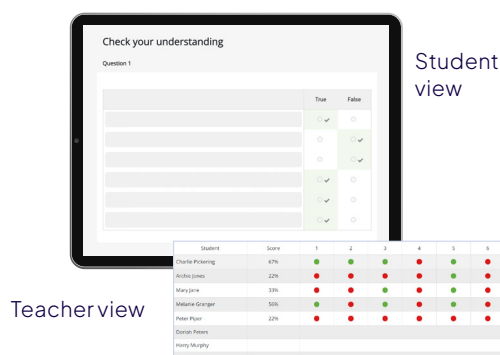 Check your understanding
Question 1
True False
Student
view
Student Score 1 2 3 4 5 6
Charlie Pickering 67%
Archie Jones 22%
Mary Jane 33%
Melanie Granger 56%
Peter Piper 22%
Doriah Peters
Harry Murphy
Teacher view